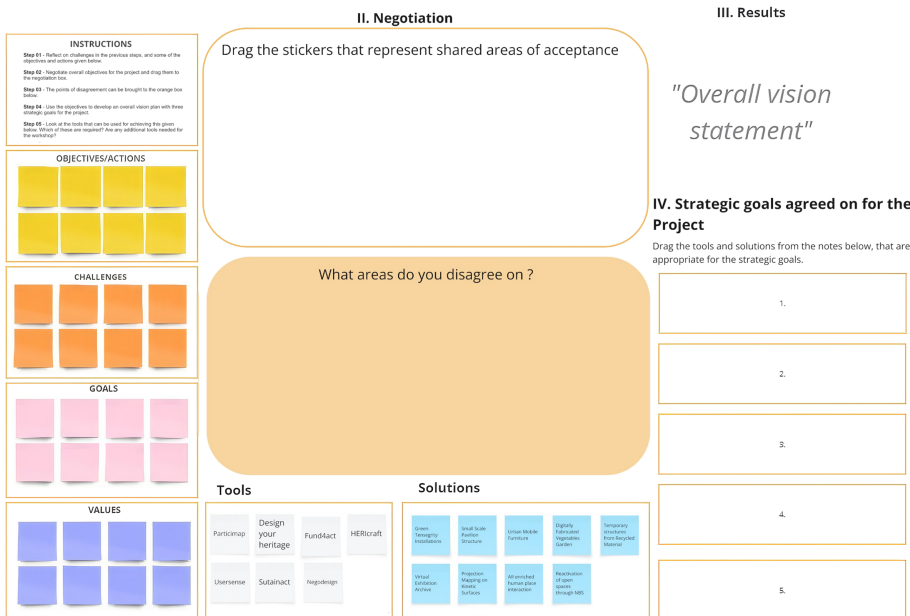 II. Negotiation
III. Results
INSTRUCTIONS
Step 01 - Reflect on challenges in the previous steps, and some of the
objectives and actions given below.
Step 02 - Negotiate overall objectives for the project and drag them to
the negotiation box.
Step 03 - The points of disagreement can be brought to the orange box
below.
Step 04 - Use the objectives to develop an overall vision plan with three
strategic goals for the project.
Step 05 - Look at the tools that can be used for achieving this given
below. Which of these are required? Are any additional tools needed for
the workshop?
OBJECTIVES/ACTIONS
CHALLENGES
GOALS
VALUES
Drag the stickers that represent shared areas of acceptance
What areas do you disagree on ?
Tools
Participmap
Design
your
heritage
Fund4act
HERIcraft
Usersense
Sutainact
Negodesign
Solutions
Green
Tensegrity
Installations
Small Scale
Pavilion
Structure
Urban Mobile
Furniture
Digitally
Fabricated
Vegetables
Garden
Temporary
structures
from Recycled
Material
Virtual
Exhibition
Archive
Projection
Mapping on
Kinetic
Surfaces
All enriched
human place
interaction
Reactivation
of open
spaces
through NBS
"Overall vision
statement"
IV. Strategic goals agreed on for the
Project
Drag the tools and solutions from the notes below, that are
appropriate for the strategic goals.
1.
2.
3.
4.
5.